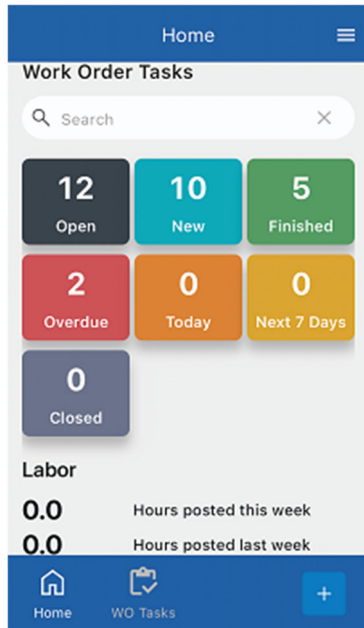 Home
Work Order Tasks
Search
12 10 5
Open New Finished
2 0 0
Overdue Today Next 7 Days
0
Closed
Labor
0.0 Hours posted this week
0.0 Hours posted last week
Home WO Tasks